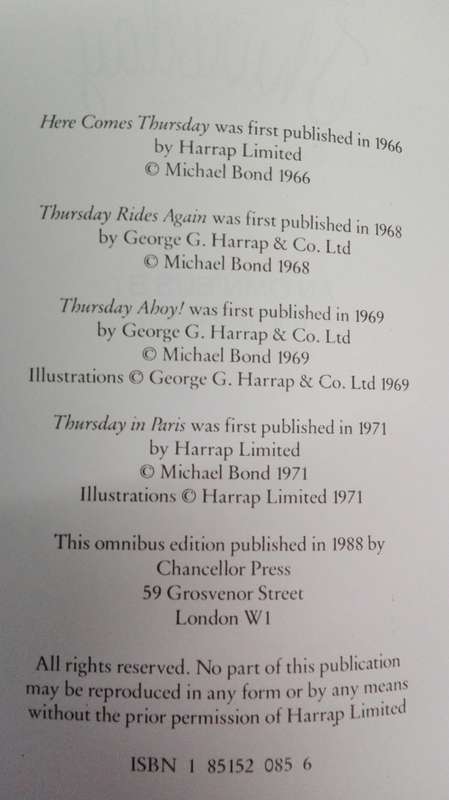 Here Comes Thursday was first published in 1966
by Harrap Limited
© Michael Bond 1966
Thursday Rides Again was first published in 1968
by George G. Harrap & Co. Ltd
© Michael Bond 1968
Thursday Ahoy! was first published in 1969
by George G. Harrap & Co. Ltd
© Michael Bond 1969
Illustrations © George G. Harrap & Co. Ltd 1969
Thursday in Paris was first published in 1971
by Harrap Limited
© Michael Bond 1971
Illustrations © Harrap Limited 1971
This omnibus edition published in 1988 by
Chancellor Press
59 Grosvenor Street
London W1
All rights reserved. No part of this publication
may be reproduced in any form or by any means
without the prior permission of Harrap Limited
ISBN 1 85152 085 6